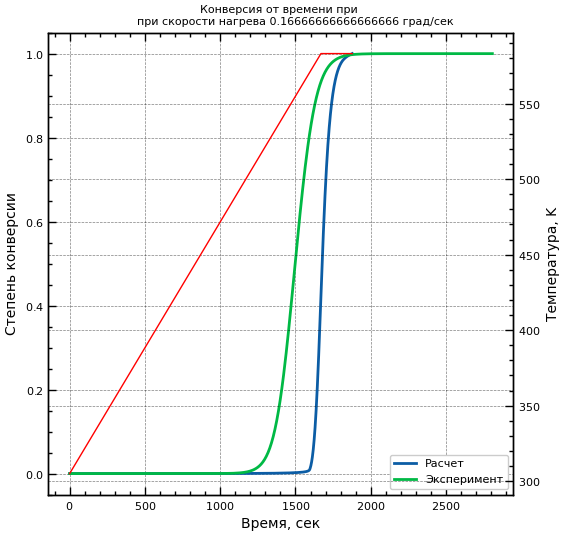 Конверсия от времени при
при скорости нагрева 0.16666666666666666 град/сек
1.0
0.8
0.6
0.4
0.2
0.0
Степень конверсии
550
500
450
400
350
300
Температура, К
Расчет
Эксперимент
0 500 1000 1500 2000 2500
Время, сек